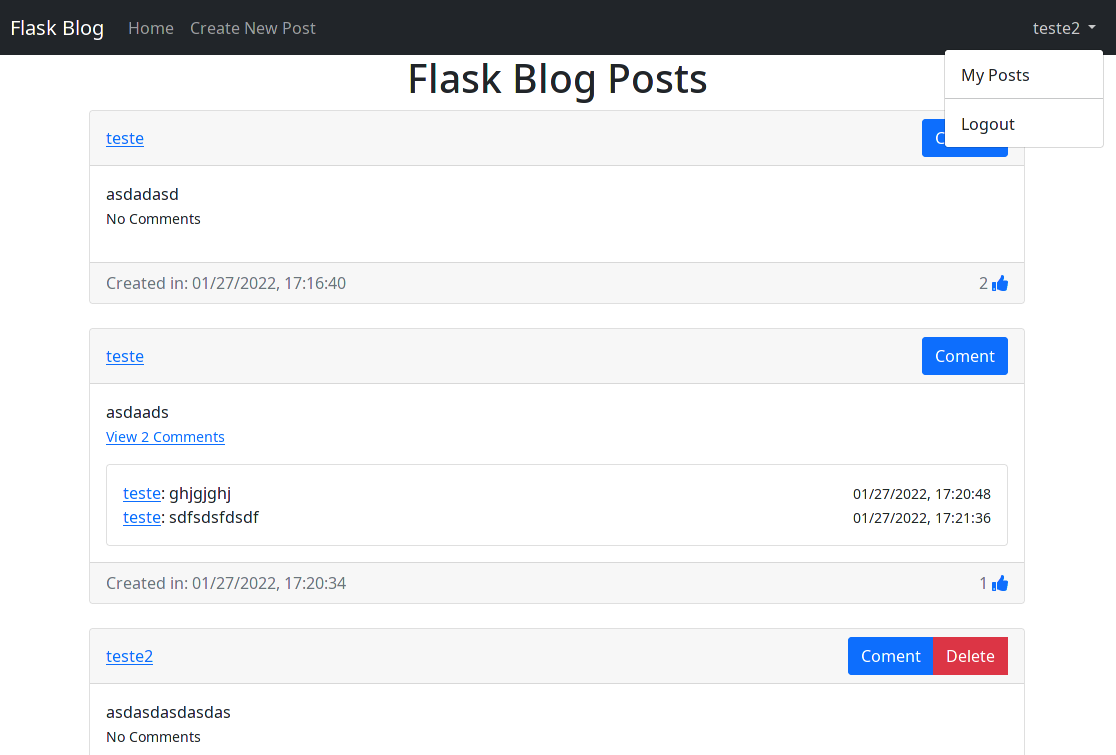 Flask Blog Home Create New Post teste2
My Posts
Logout
Flask Blog Posts
teste
asdadasd
No Comments
Created in: 01/27/2022, 17:16:40 2
teste Coment
asdaads
View 2 Comments
teste: ghjgjghj 01/27/2022, 17:20:48
teste: sdfsdsfdsdf 01/27/2022, 17:21:36
Created in: 01/27/2022, 17:20:34 1
teste2 Coment Delete
asdasdasdasdas
No Comments